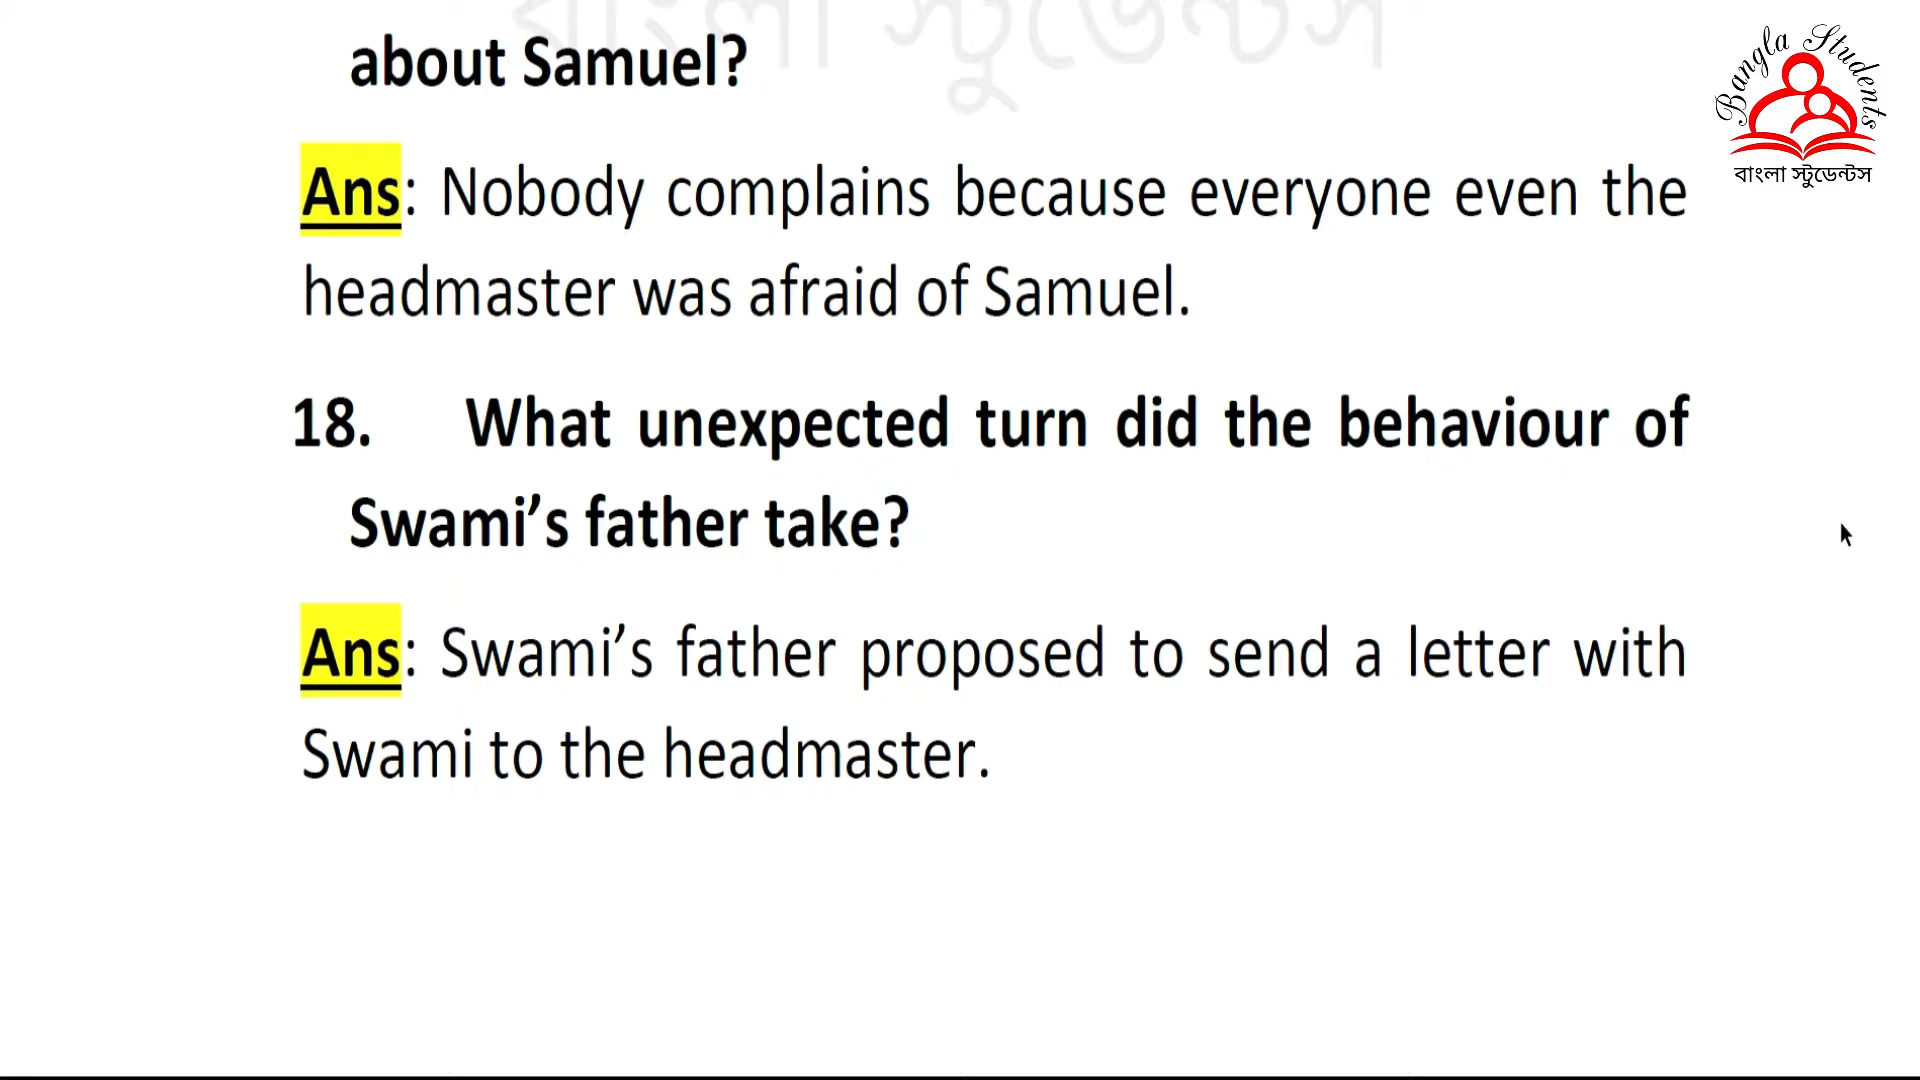 বাংলা স্টুডেন্টস
about Samuel?
Bangla Students
বাংলা স্টুডেন্টস
Ans: Nobody complains because everyone even the
headmaster was afraid of Samuel.
18. What unexpected turn did the behaviour of
Swami’s father take?
Ans: Swami’s father proposed to send a letter with
Swami to the headmaster.